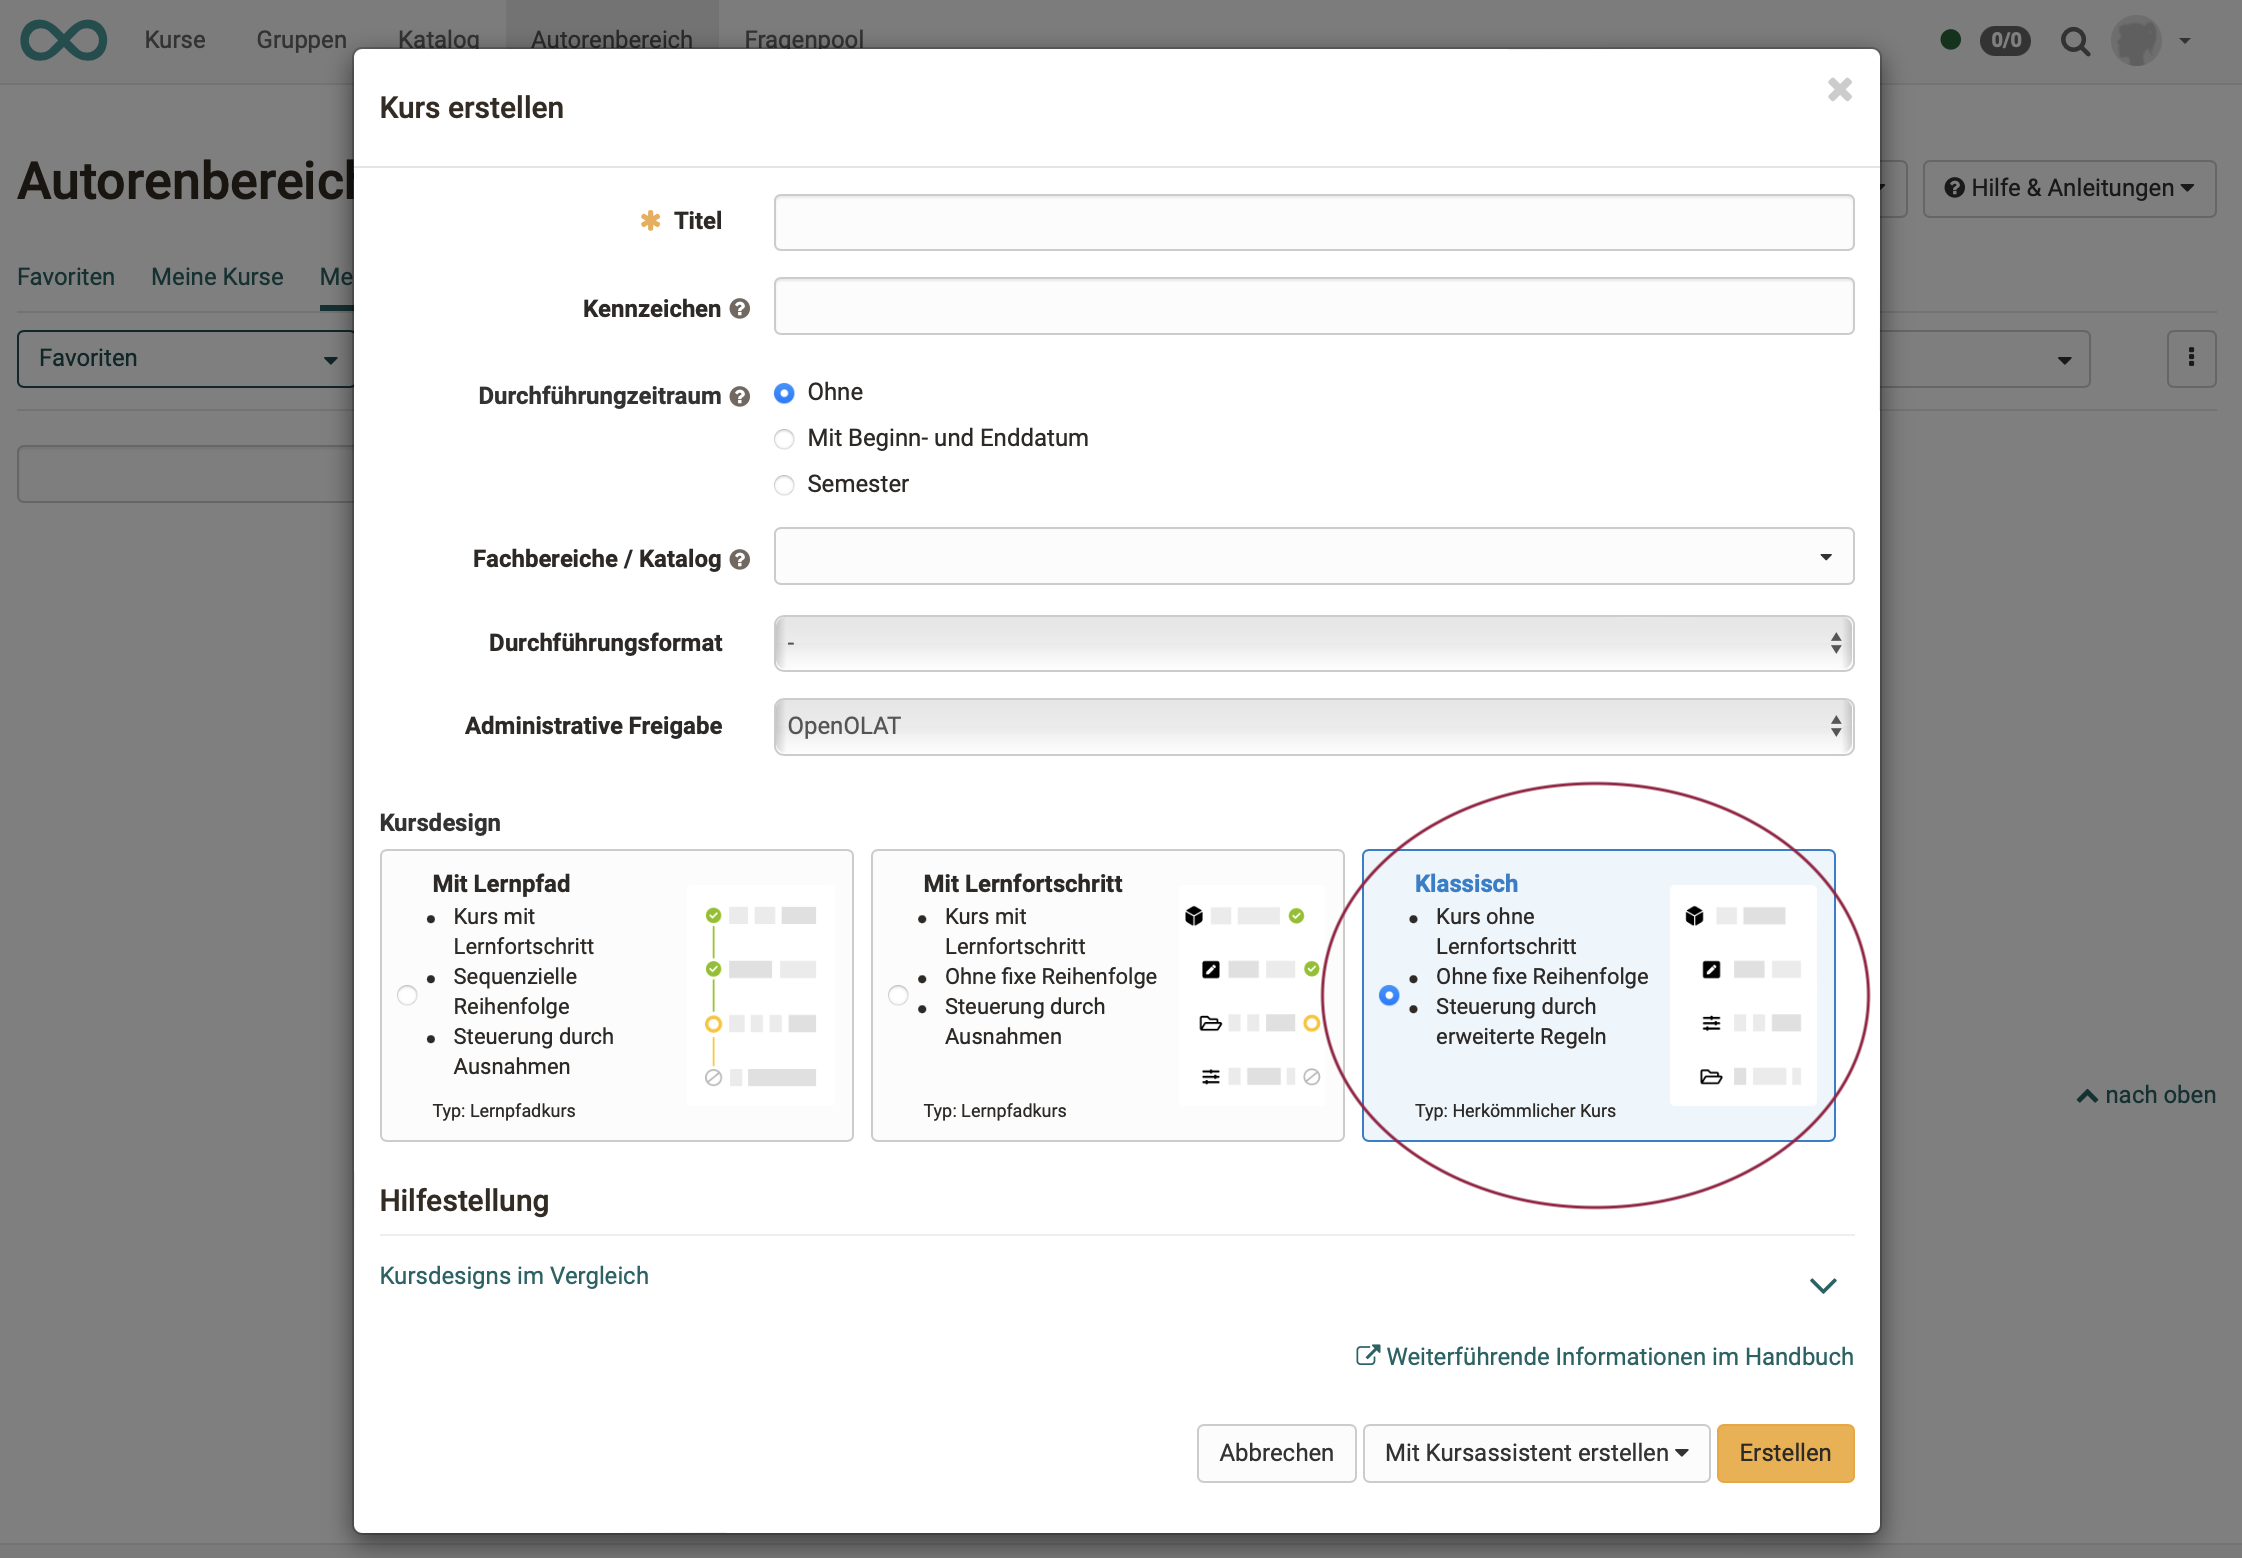 Kurse Gruppen Katalog Autorenbereich Fragenpool 0/0
Kurs erstellen
Autorenbereich
Hilfe & Anleitungen
Titel
Favoriten Meine Kurse Me
Kennzeichen
Favoriten
Durchführungzeitraum
Ohne
Mit Beginn- und Enddatum
Semester
Fachbereiche / Katalog
Durchführungsformat -
Administrative Freigabe OpenOLAT
Kursdesign
Mit Lernpfad
Kurs mit
Lernfortschritt
Sequenzielle
Reihenfolge
Steuerung durch
Ausnahmen
Typ: Lernpfadkurs
Mit Lernfortschritt
Kurs mit
Lernfortschritt
Ohne fixe Reihenfolge
Steuerung durch
Ausnahmen
Typ: Lernpfadkurs
Klassisch
Kurs ohne
Lernfortschritt
Ohne fixe Reihenfolge
Steuerung durch
erweiterte Regeln
Typ: Herkömmlicher Kurs
nach oben
Hilfestellung
Kursdesigns im Vergleich
Weiterführende Informationen im Handbuch
Abbrechen Mit Kursassistent erstellen Erstellen